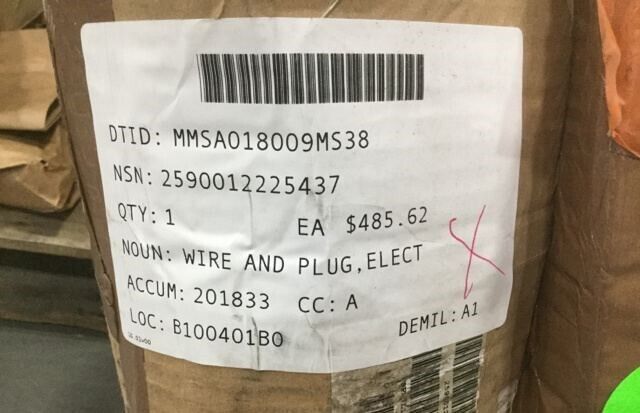 DTID: MMSA018009MS38
NSN: 2590012225437
QTY: 1 EA $485.62
NOUN: WIRE AND PLUG,ELECT
ACCUM: 201833 CC: A
LOC: B100401B0 DEMIL: A1